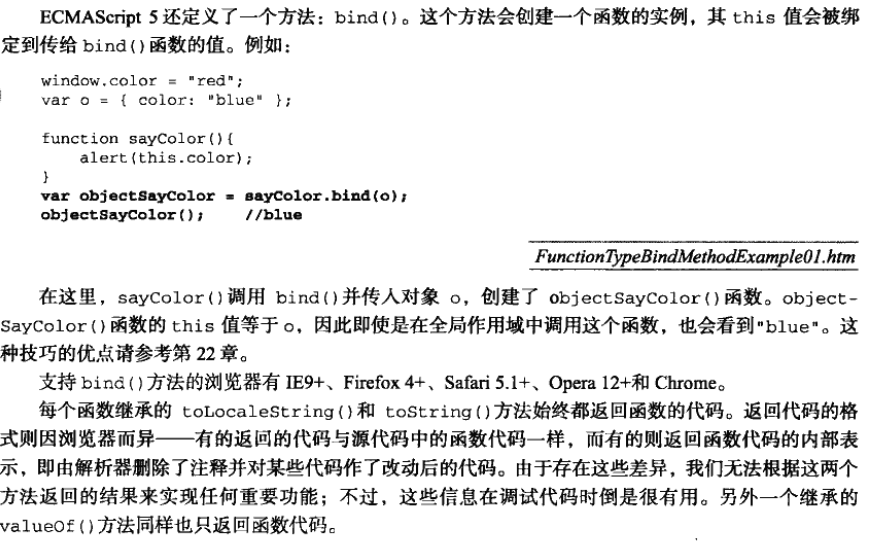 ECMAScript 5还定义了一个方法：bind()。这个方法会创建一个函数的实例，其 this 值会被绑
定到传给 bind()函数的值。例如：
window.color = "red";
var o = { color: "blue" };
function sayColor(){
alert(this.color);
}
var objectSayColor = sayColor.bind(o);
objectSayColor(); //blue
FunctionTypeBindMethodExample01.htm
在这里，sayColor()调用 bind()并传入对象 o，创建了 objectSayColor()函数。object-
SayColor()函数的 this 值等于 o，因此即使是在全局作用域中调用这个函数，也会看到"blue"。这
种技巧的优点请参考第 22 章。
支持 bind()方法的浏览器有 IE9+、Firefox 4+、Safari 5.1+、Opera 12+和 Chrome。
每个函数继承的 toLocaleString()和 toString()方法始终都返回函数的代码。返回代码的格
式则因浏览器而异——有的返回的代码与源代码中的函数代码一样，而有的则返回函数代码的内部表
示，即由解析器删除了注释并对某些代码作了改动后的代码。由于存在这些差异，我们无法根据这两个
方法返回的结果来实现任何重要功能；不过，这些信息在调试代码时倒是很有用。另外一个继承的
valueOf()方法同样也只返回函数代码。